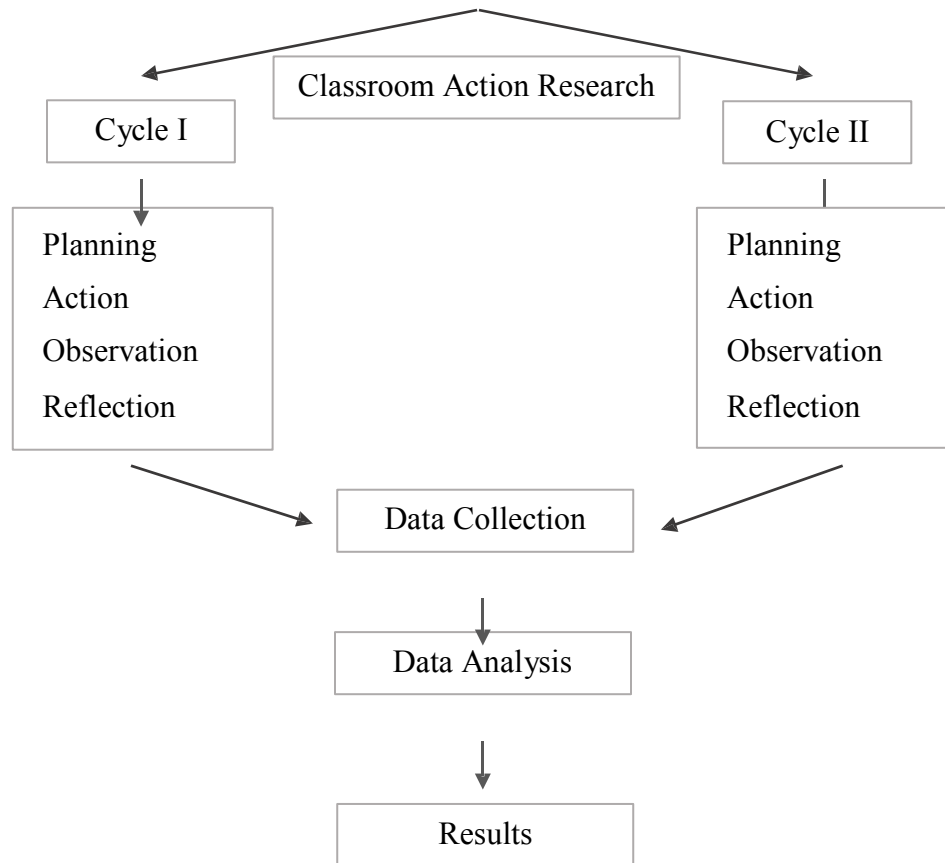 Classroom Action Research
Cycle I
Cycle II
Planning
Action
Observation
Reflection
Planning
Action
Observation
Reflection
Data Collection
Data Analysis
Results